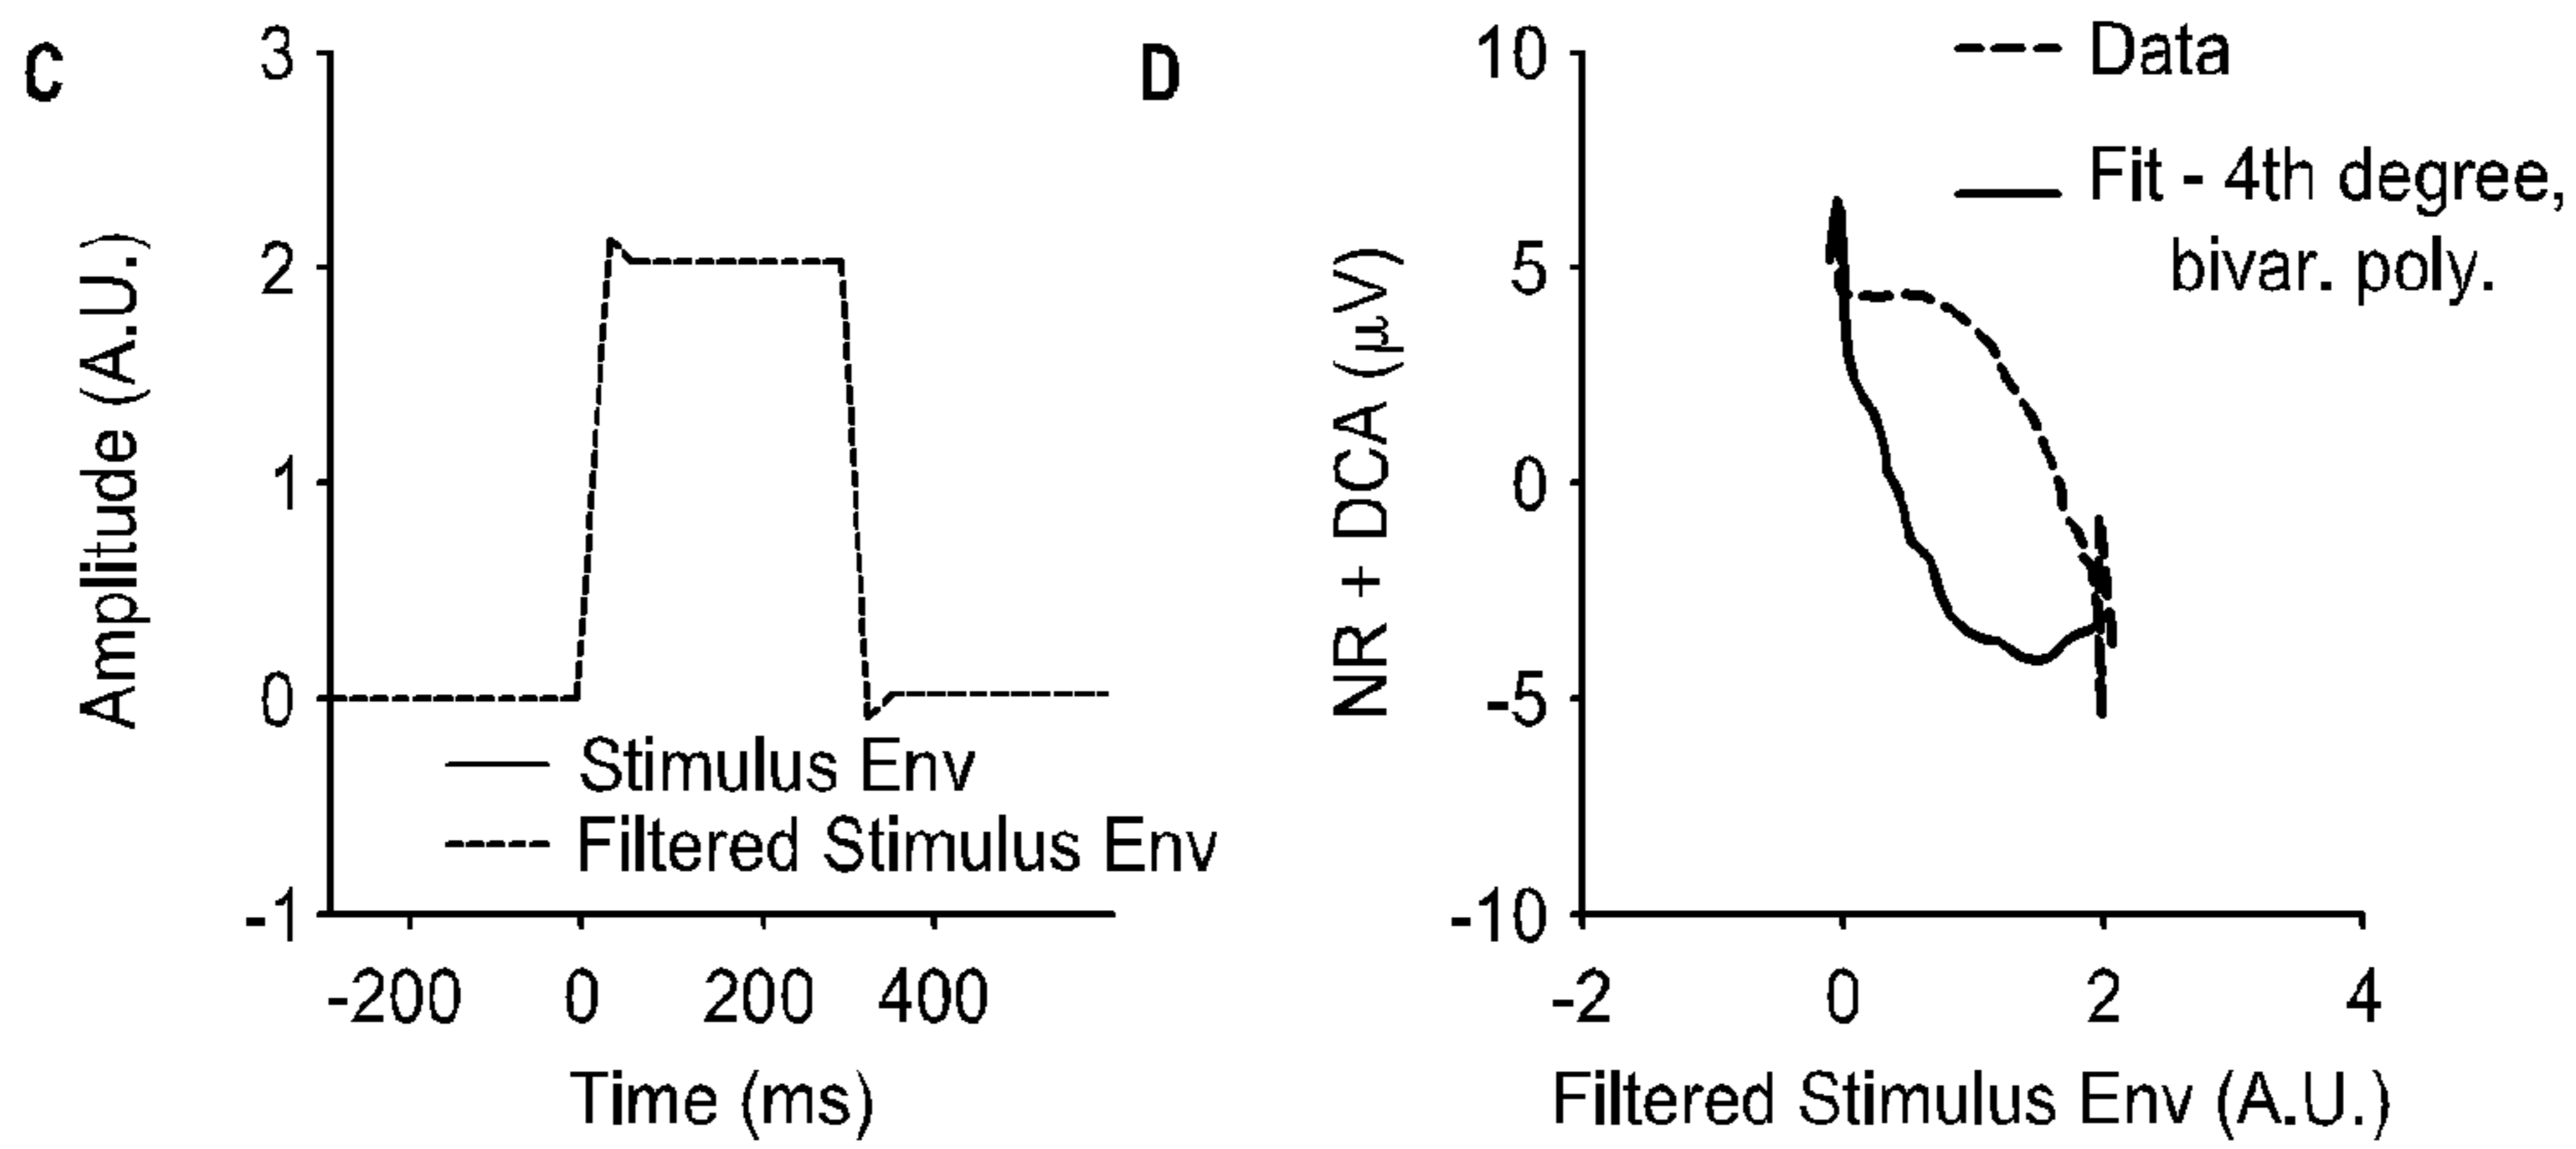 C
3
2
1
0
-1
Amplitude (A.U.)
Stimulus Env
Filtered Stimulus Env
-200 0 200 400
Time (ms)
D
10
5
0
-5
-10
NR + DCA (μV)
Data
Fit - 4th degree,
bivar. poly.
-2 0 2 4
Filtered Stimulus Env (A.U.)